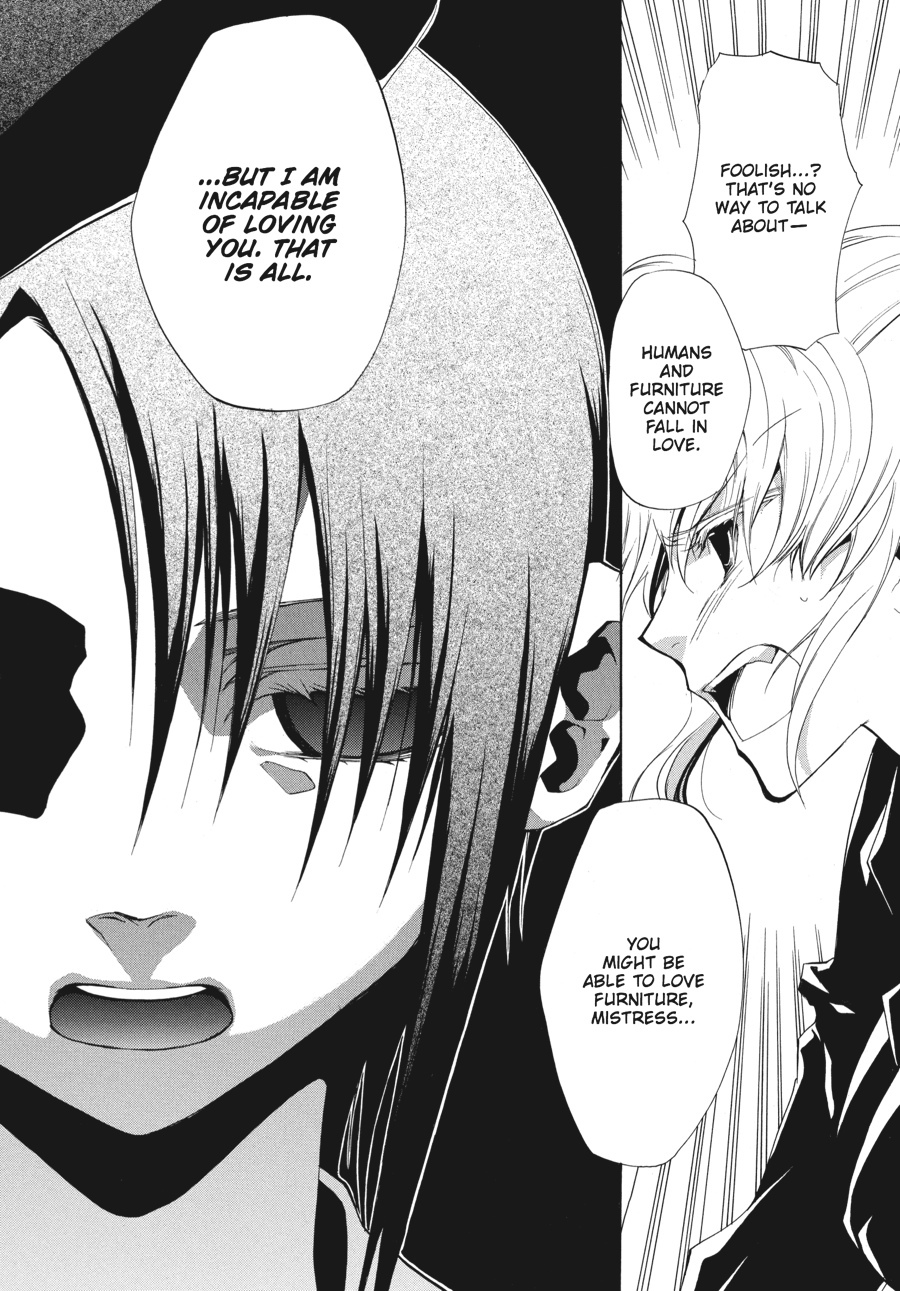 FOOLISH...?
THAT'S NO
WAY TO TALK
ABOUT—
HUMANS
AND
FURNITURE
CANNOT
FALL IN
LOVE.
YOU
MIGHT BE
ABLE TO LOVE
FURNITURE,
MISTRESS...
...BUT I AM
INCAPABLE
OF LOVING
YOU. THAT
IS ALL.